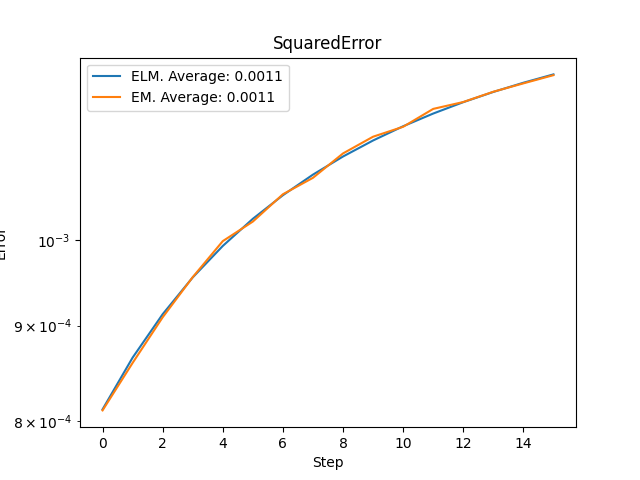 SquaredError
ELM. Average: 0.0011
EM. Average: 0.0011
Error
10⁻³
9 × 10⁻⁴
8 × 10⁻⁴
0 2 4 6 8 10 12 14
Step